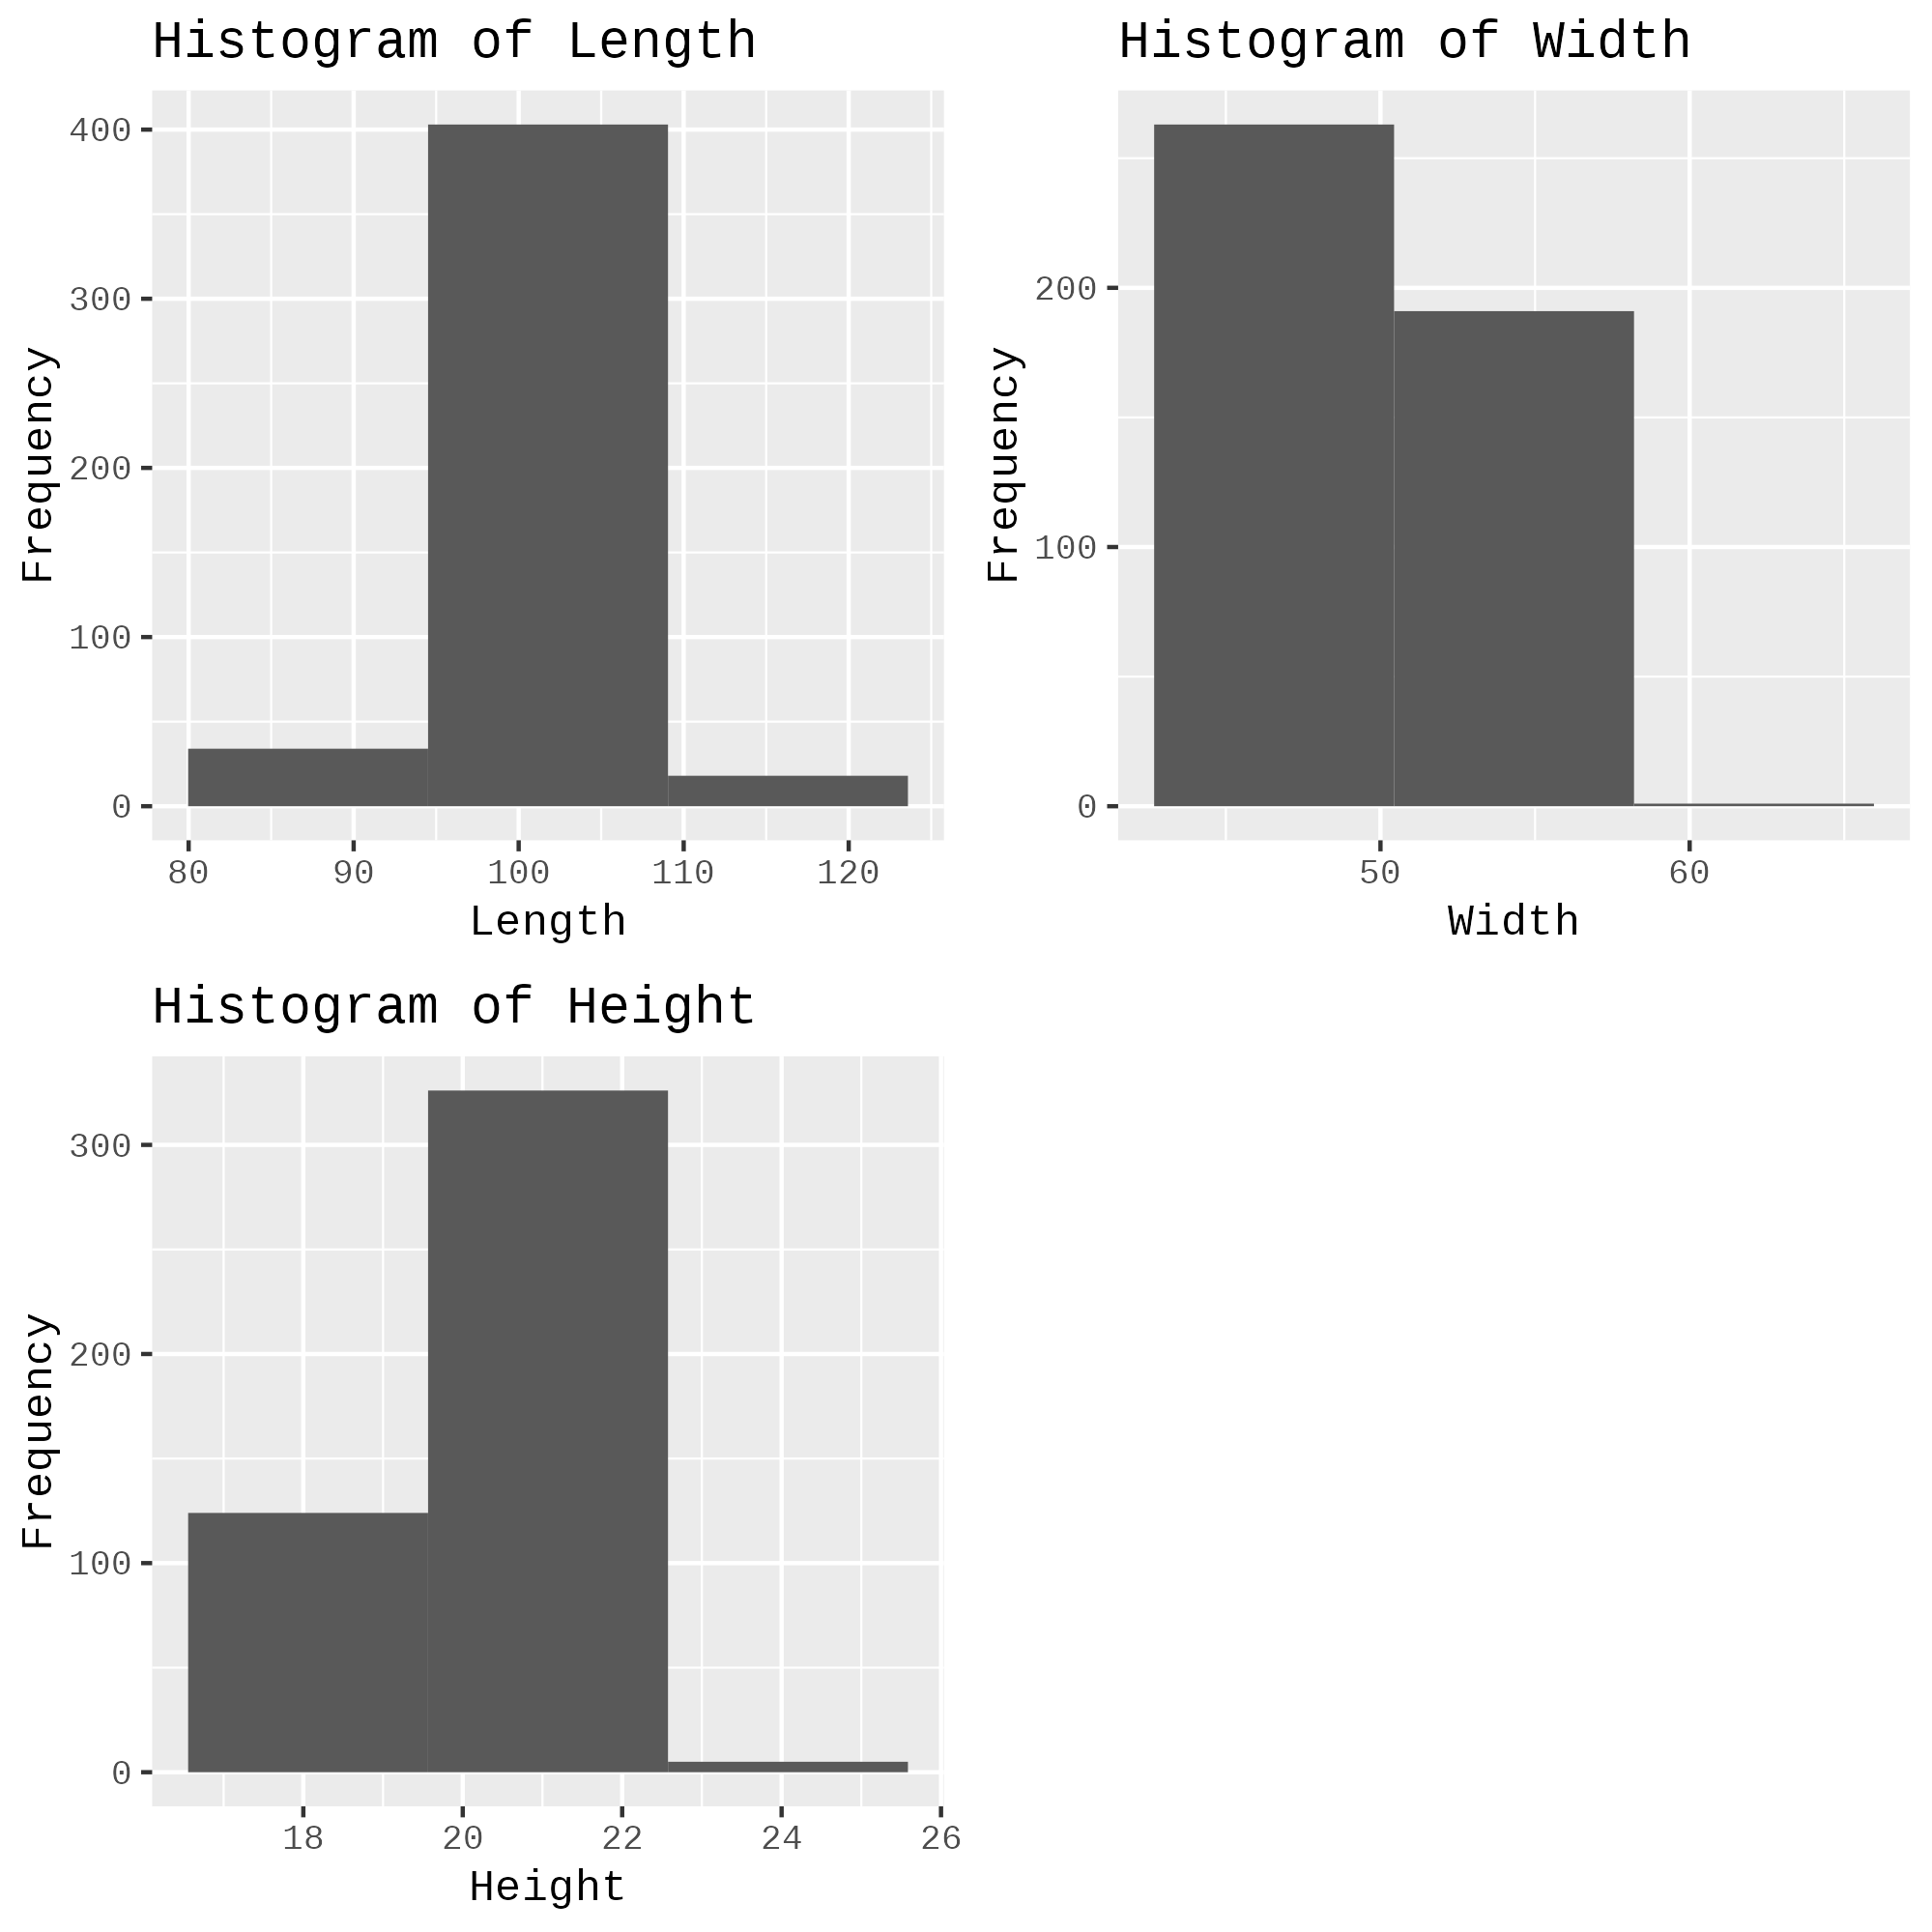 Histogram of Length
400
300
200
100
0
Frequency
80 90 100 110 120
Length
Histogram of Width
200
100
0
Frequency
50 60
Width
Histogram of Height
300
200
100
0
Frequency
18 20 22 24 26
Height